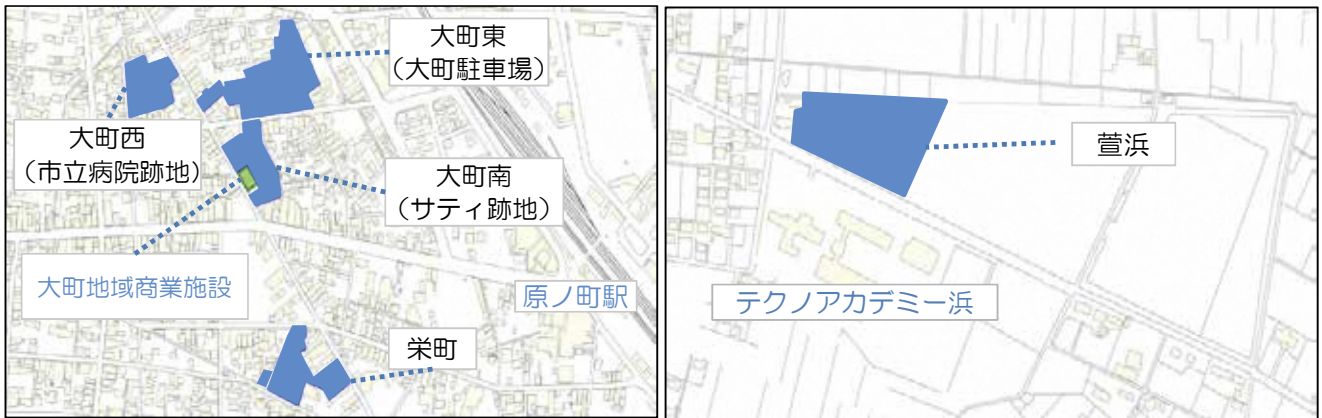 大町東
（大町駐車場）
大町西
（市立病院跡地）
大町南
（サティ跡地）
大町地域商業施設
原ノ町駅
栄町
萱浜
テクノアカデミー浜